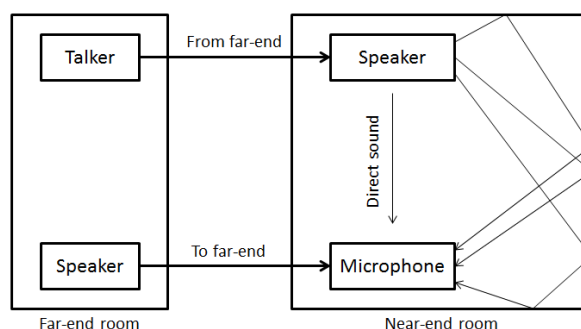 From far-end
Talker
Speaker
Direct sound
To far-end
Speaker
Microphone
Far-end room
Near-end room